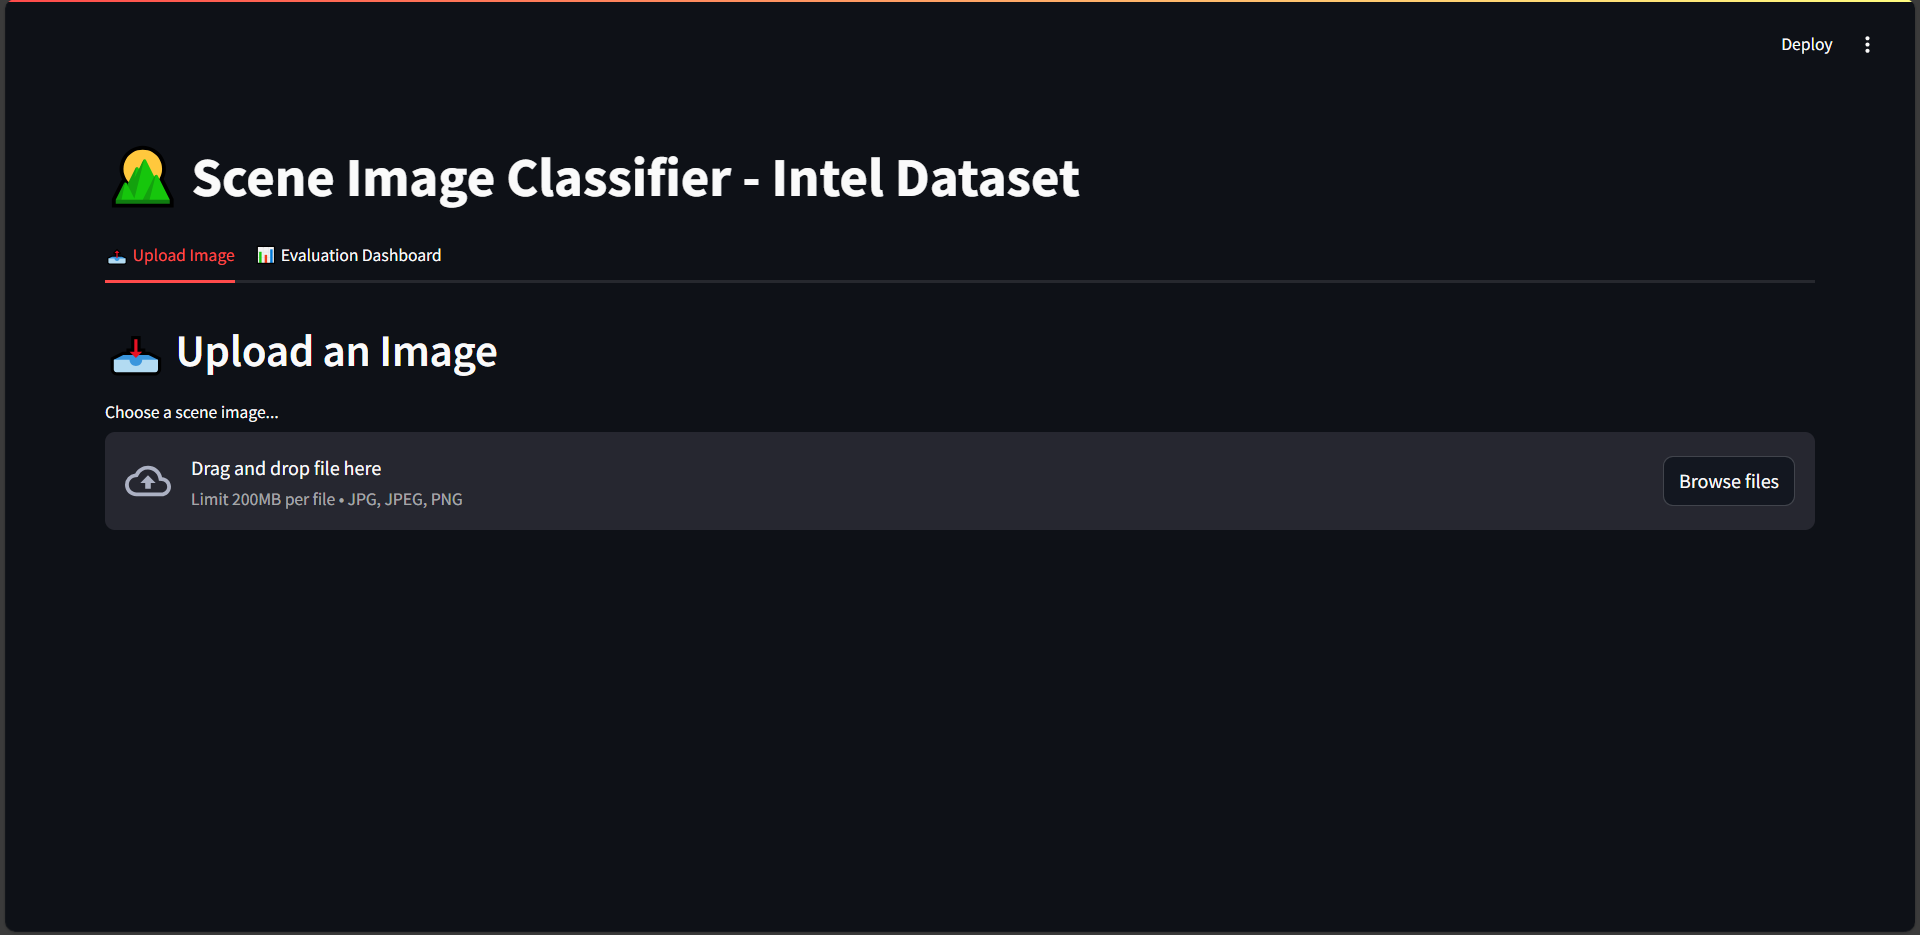 Deploy
Scene Image Classifier - Intel Dataset
Upload Image
Evaluation Dashboard
Upload an Image
Choose a scene image...
Drag and drop file here
Limit 200MB per file • JPG, JPEG, PNG
Browse files